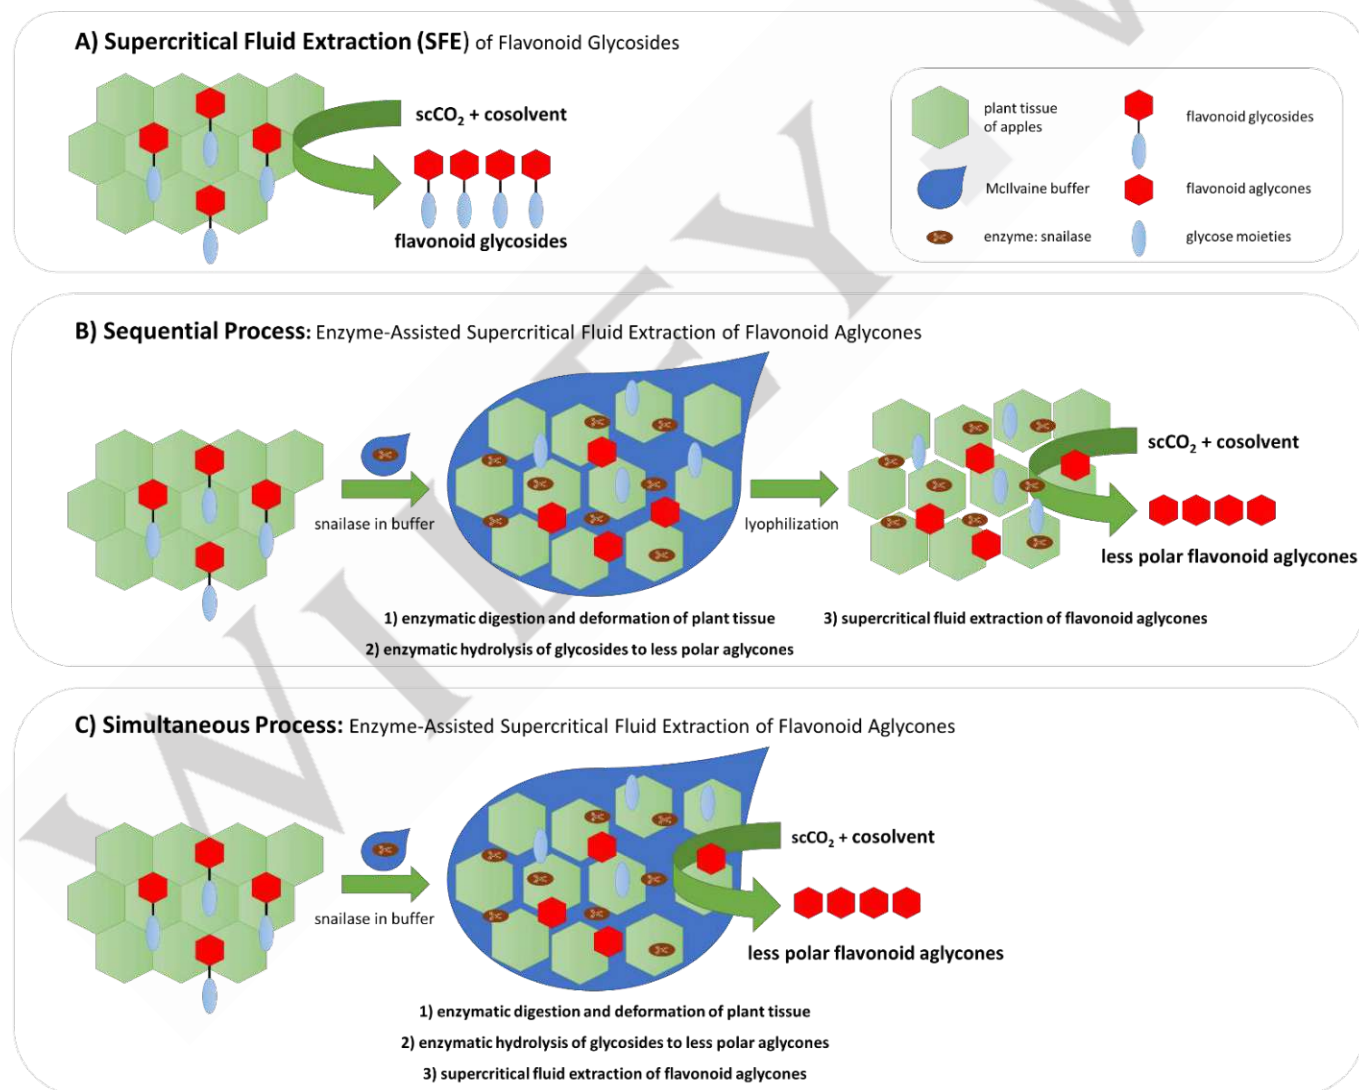 A) Supercritical Fluid Extraction (SFE) of Flavonoid Glycosides
scCO₂ + cosolvent
flavonoid glycosides
plant tissue
of apples
flavonoid glycosides
McIlvaine buffer
flavonoid aglycones
enzyme: snailase
glycose moieties
B) Sequential Process: Enzyme-Assisted Supercritical Fluid Extraction of Flavonoid Aglycones
snailase in buffer
lyophilization
scCO₂ + cosolvent
less polar flavonoid aglycones
1) enzymatic digestion and deformation of plant tissue
2) enzymatic hydrolysis of glycosides to less polar aglycones
3) supercritical fluid extraction of flavonoid aglycones
C) Simultaneous Process: Enzyme-Assisted Supercritical Fluid Extraction of Flavonoid Aglycones
snailase in buffer
scCO₂ + cosolvent
less polar flavonoid aglycones
1) enzymatic digestion and deformation of plant tissue
2) enzymatic hydrolysis of glycosides to less polar aglycones
3) supercritical fluid extraction of flavonoid aglycones
WILEY-V